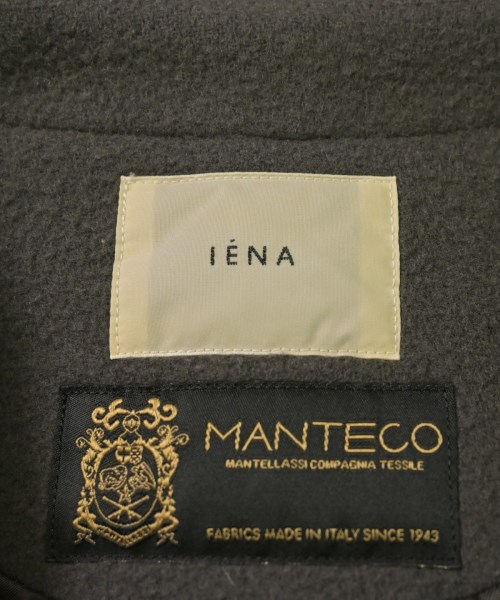 IÉNA
MANTECO
MANTELLASSI COMPAGNIA TESSILE
FABRICS MADE IN ITALY SINCE 1943